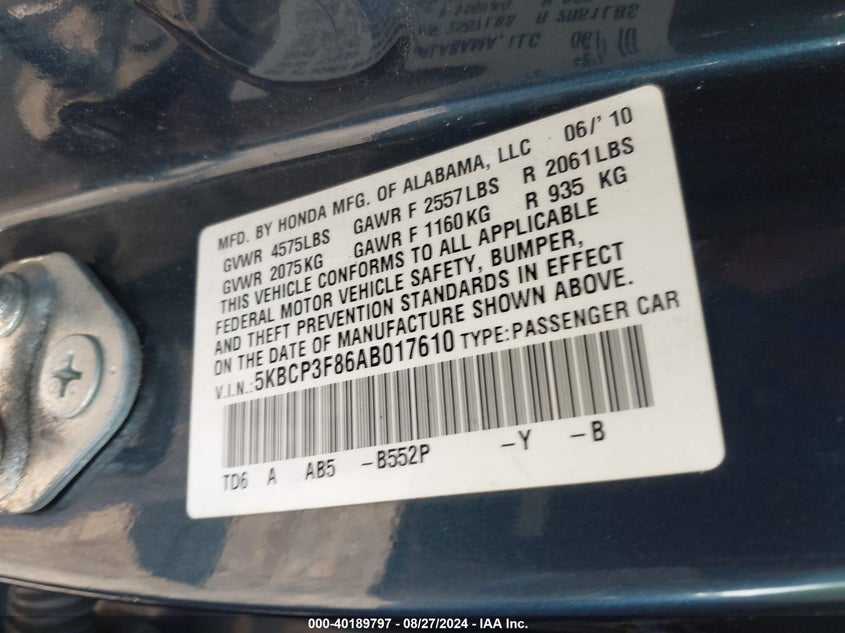 MFD. BY HONDA MFG. OF ALABAMA, LLC 06/' 10
GVWR 4575LBS GAWR F 2557LBS R 2061LBS
GVWR 2075KG GAWR F 1160KG R 935 KG
THIS VEHICLE CONFORMS TO ALL APPLICABLE
FEDERAL MOTOR VEHICLE SAFETY, BUMPER,
AND THEFT PREVENTION STANDARDS IN EFFECT
ON THE DATE OF MANUFACTURE SHOWN ABOVE.
V.I.N.:5KBCP3F86AB017610 TYPE:PASSENGER CAR
TD6 A AB5 -B552P -Y -B
000-40189797 - 08/27/2024 - IAA Inc.